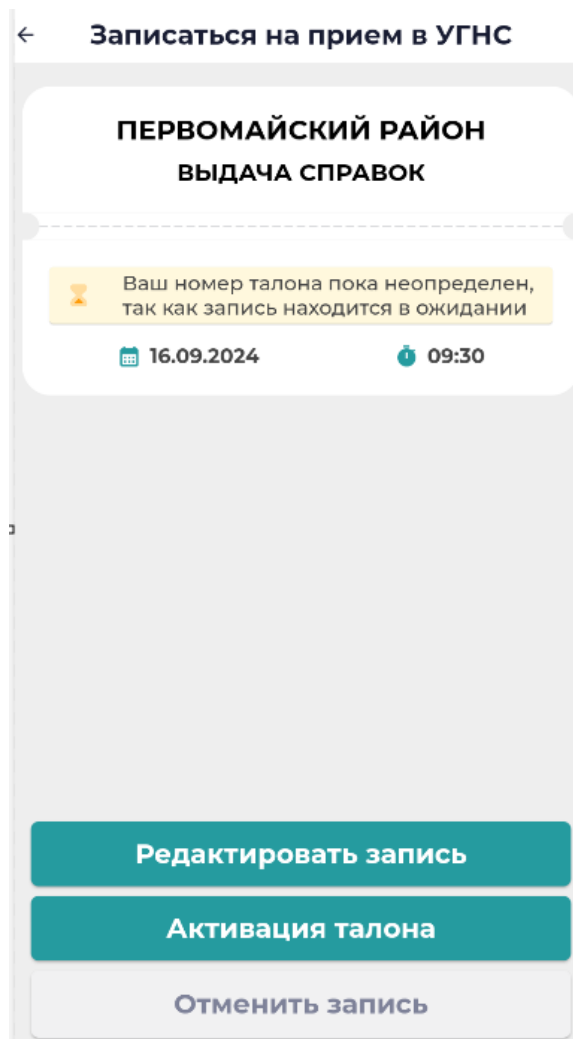 Записаться на прием в УГНС
ПЕРВОМАЙСКИЙ РАЙОН
ВЫДАЧА СПРАВОК
Ваш номер талона пока неопределен,
так как запись находится в ожидании
16.09.2024 09:30
Редактировать запись
Активация талона
Отменить запись